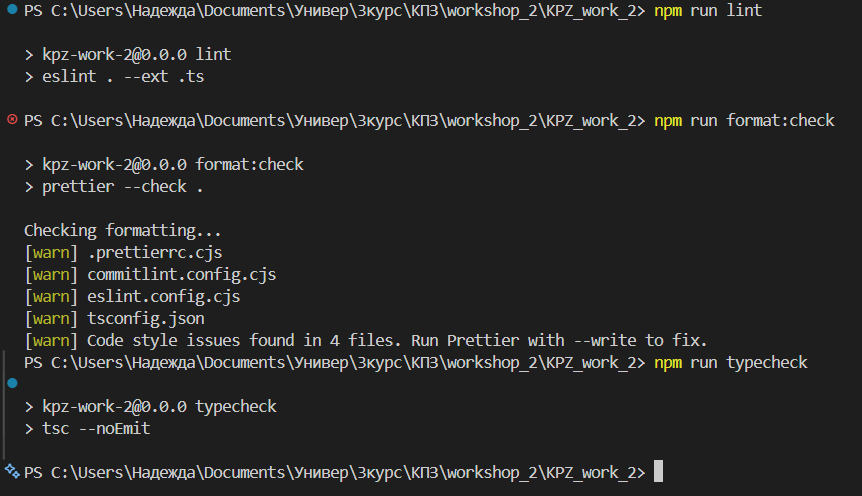 PS C:\Users\Надежда\Documents\Универ\3курс\КПЗ\workshop_2\KPZ_work_2> npm run lint
> kpz-work-2@0.0.0 lint
> eslint . --ext .ts
PS C:\Users\Надежда\Documents\Универ\3курс\КПЗ\workshop_2\KPZ_work_2> npm run format:check
> kpz-work-2@0.0.0 format:check
> prettier --check .
Checking formatting...
[warn] .prettierrc.cjs
[warn] commitlint.config.cjs
[warn] eslint.config.cjs
[warn] tsconfig.json
[warn] Code style issues found in 4 files. Run Prettier with --write to fix.
PS C:\Users\Надежда\Documents\Универ\3курс\КПЗ\workshop_2\KPZ_work_2> npm run typecheck
> kpz-work-2@0.0.0 typecheck
> tsc --noEmit
PS C:\Users\Надежда\Documents\Универ\3курс\КПЗ\workshop_2\KPZ_work_2>